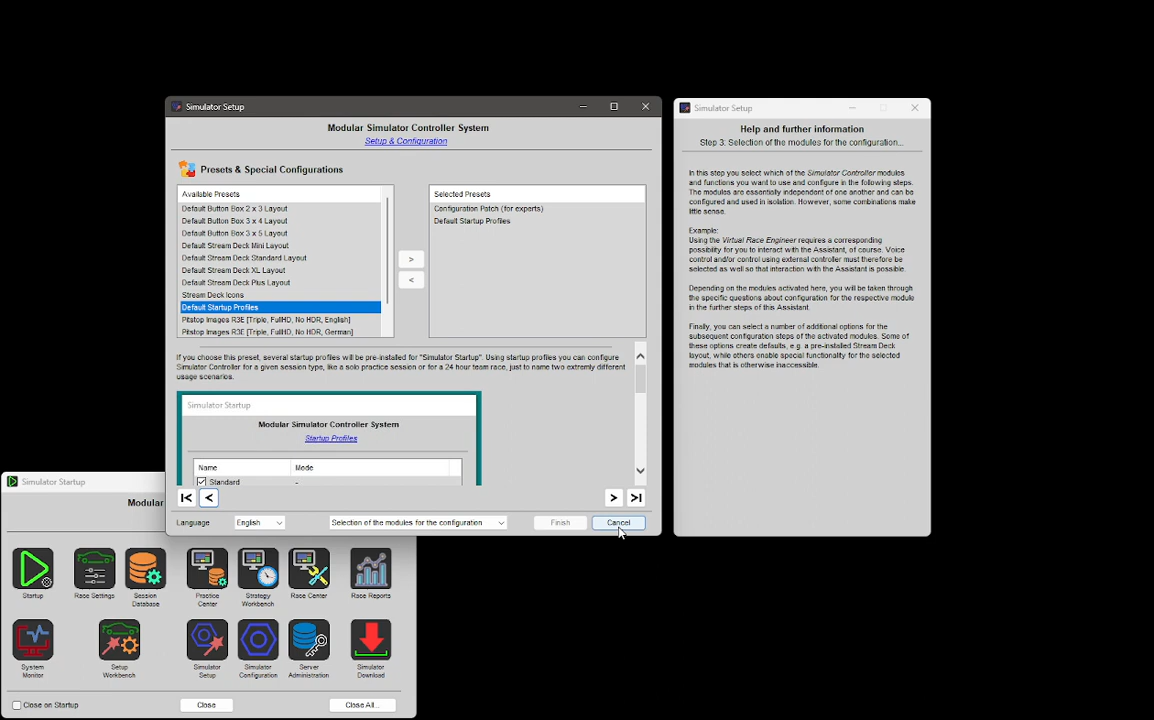 Simulator Setup
Modular Simulator Controller System
Setup & Configuration
Presets & Special Configurations
Available Presets
Default Button Box 2 x 3 Layout
Default Button Box 3 x 4 Layout
Default Button Box 3 x 5 Layout
Default Stream Deck Mini Layout
Default Stream Deck Standard Layout
Default Stream Deck XL Layout
Default Stream Deck Plus Layout
Stream Deck Icons
Default Startup Profiles
Pitstop Images R3E [Triple, FullHD, No HDR, English]
Pitstop Images R3E [Triple, FullHD, No HDR, German]
>
<
Selected Presets
Configuration Patch (for experts)
Default Startup Profiles
If you choose this preset, several startup profiles will be pre-installed for "Simulator Startup". Using startup profiles you can configure
Simulator Controller for a given session type, like a solo practice session or for a 24 hour team race, just to name two extremly different
usage scenarios.
Simulator Startup
Modular Simulator Controller System
Startup Profiles
Name Mode
Standard -
Language English Selection of the modules for the configuration Finish Cancel
Simulator Setup
Help and further information
Step 3: Selection of the modules for the configuration...
In this step you select which of the Simulator Controller modules
and functions you want to use and configure in the following steps.
The modules are essentially independent of one another and can be
configured and used in isolation. However, some combinations make
little sense.
Example:
Using the Virtual Race Engineer requires a corresponding
possibility for you to interact with the Assistant, of course. Voice
control and/or control using external controller must therefore be
selected as well so that interaction with the Assistant is possible.
Depending on the modules activated here, you will be taken through
the specific questions about configuration for the respective module
in the further steps of this Assistant.
Finally, you can select a number of additional options for the
subsequent configuration steps of the activated modules. Some of
these options create defaults, e.g. a pre-installed Stream Deck
layout, while others enable special functionality for the selected
modules that is otherwise inaccessible.
Simulator Startup
Modular
Startup
Race Settings
Session
Database
Practice
Center
Strategy
Workbench
Race Center
Race Reports
System
Monitor
Setup
Workbench
Simulator
Setup
Simulator
Configuration
Server
Administration
Simulator
Download
Close on Startup
Close
Close All...